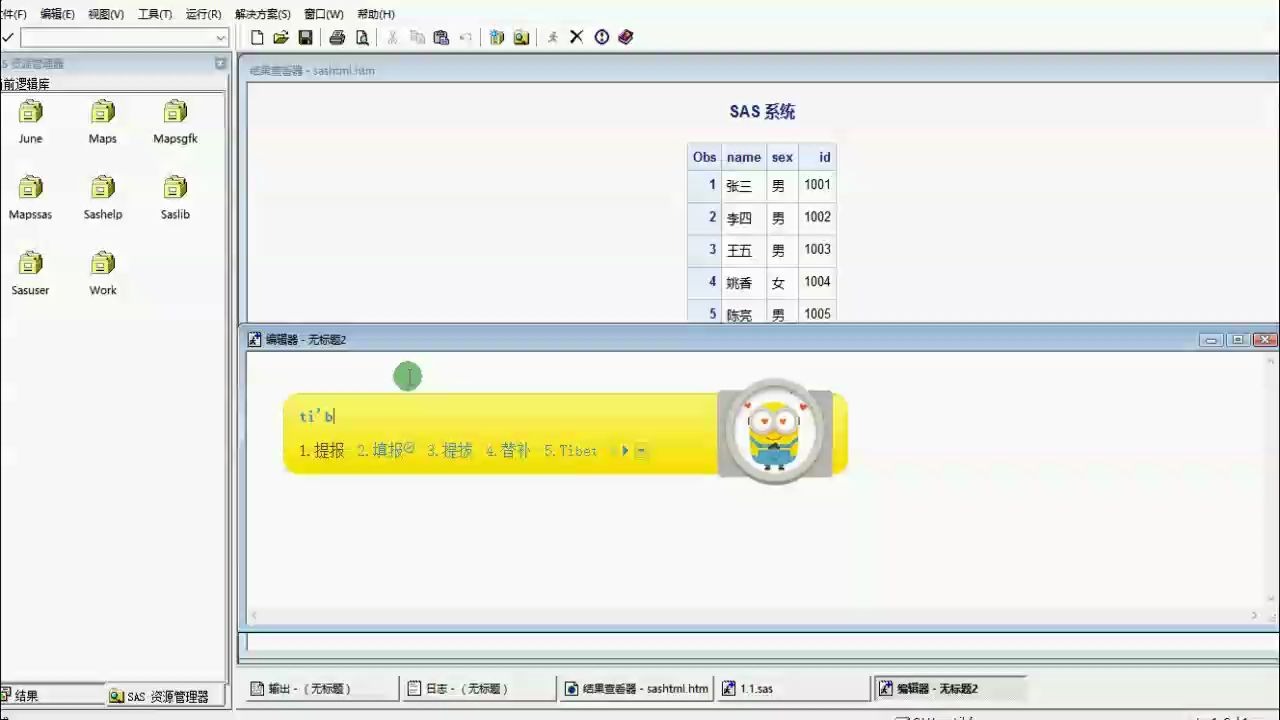 件(F) 编辑(E) 视图(V) 工具(T) 运行(R) 解决方案(S) 窗口(W) 帮助(H)
S 资源管理器
当前逻辑库
June Maps Mapsgfk
Mapssas Sashelp Saslib
Sasuser Work
结果查看器 - sashtml.htm
SAS 系统
Obs name sex id
1 张三 男 1001
2 李四 男 1002
3 王五 男 1003
4 姚香 女 1004
5 陈亮 男 1005
编辑器 - 无标题2
ti'b
1.提报 2.填报 3.提拔 4.替补 5.Tibet
结果 SAS 资源管理器
输出 - (无标题) 日志 - (无标题) 结果查看器 - sashtml.htm 1.1.sas 编辑器 - 无标题2